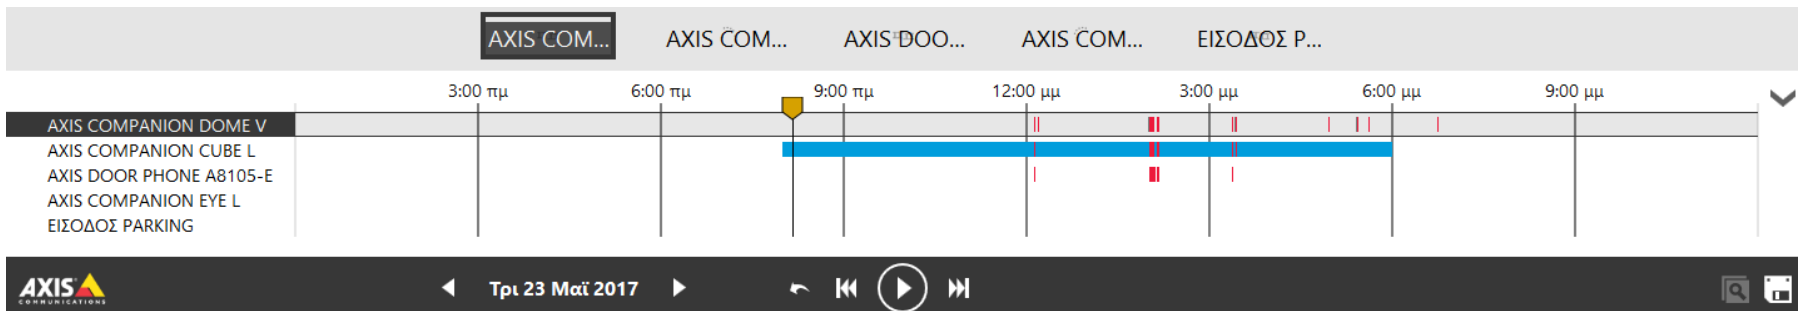 AXIS COM... AXIS COM... AXIS DOO... AXIS COM... ΕΙΣΟΔΟΣ P...
3:00 πμ 6:00 πμ 9:00 πμ 12:00 μμ 3:00 μμ 6:00 μμ 9:00 μμ
AXIS COMPANION DOME V
AXIS COMPANION CUBE L
AXIS DOOR PHONE A8105-E
AXIS COMPANION EYE L
ΕΙΣΟΔΟΣ PARKING
AXIS COMMUNICATIONS Τρι 23 Μαϊ 2017